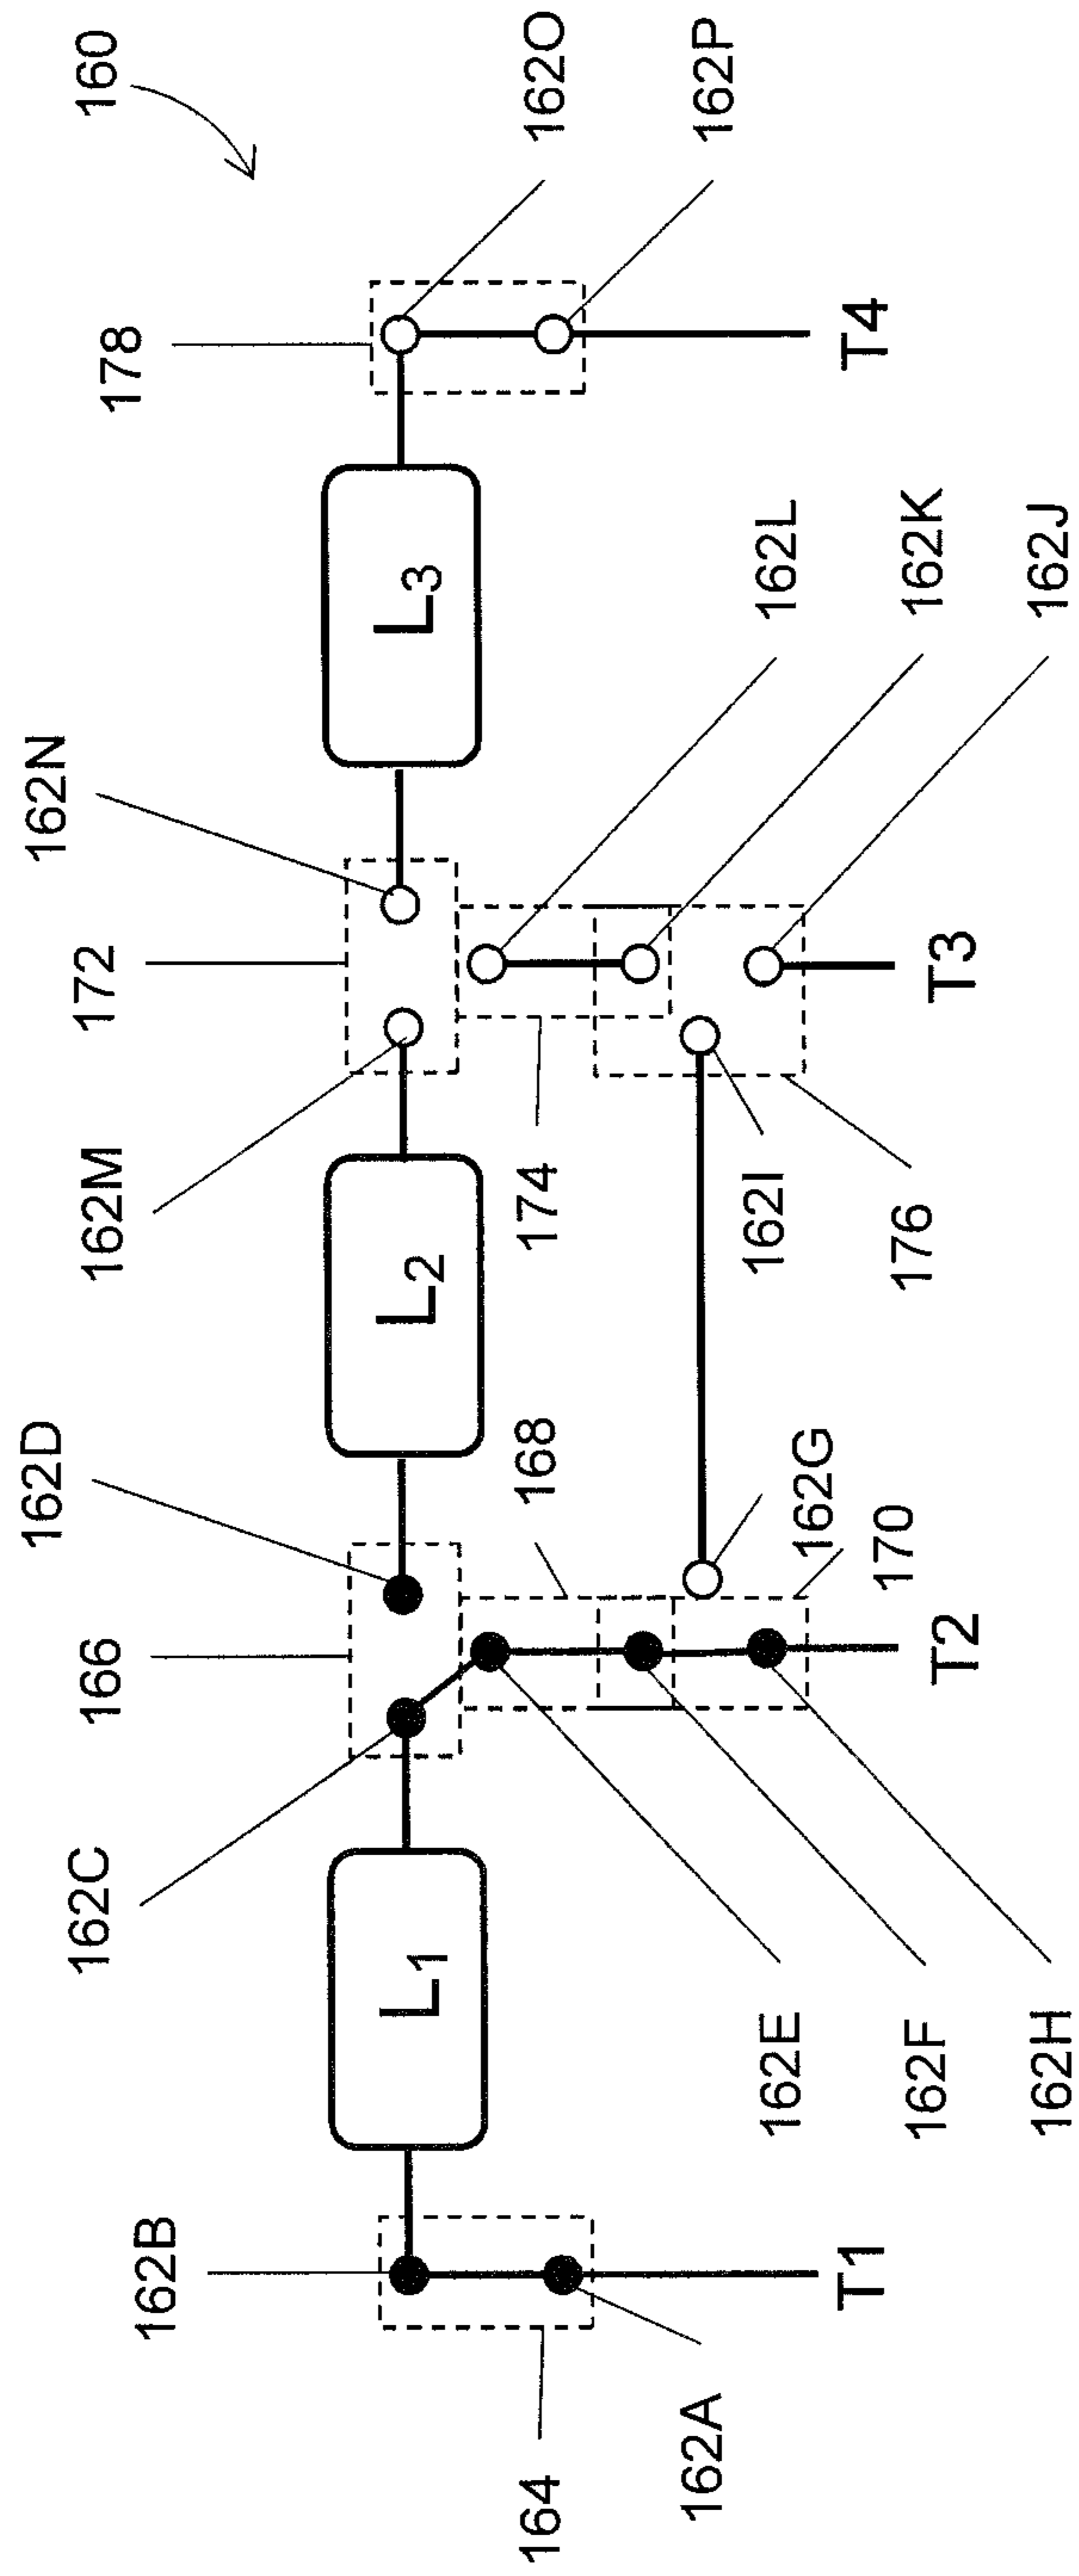 160
162B
162C
166
162D
162M
172
162N
178
162O
162P
L1
L2
L3
164
162A
T1
168
174
162E
162F
162H
T2
162G
170
162I
176
T3
162L
162K
162J
T4